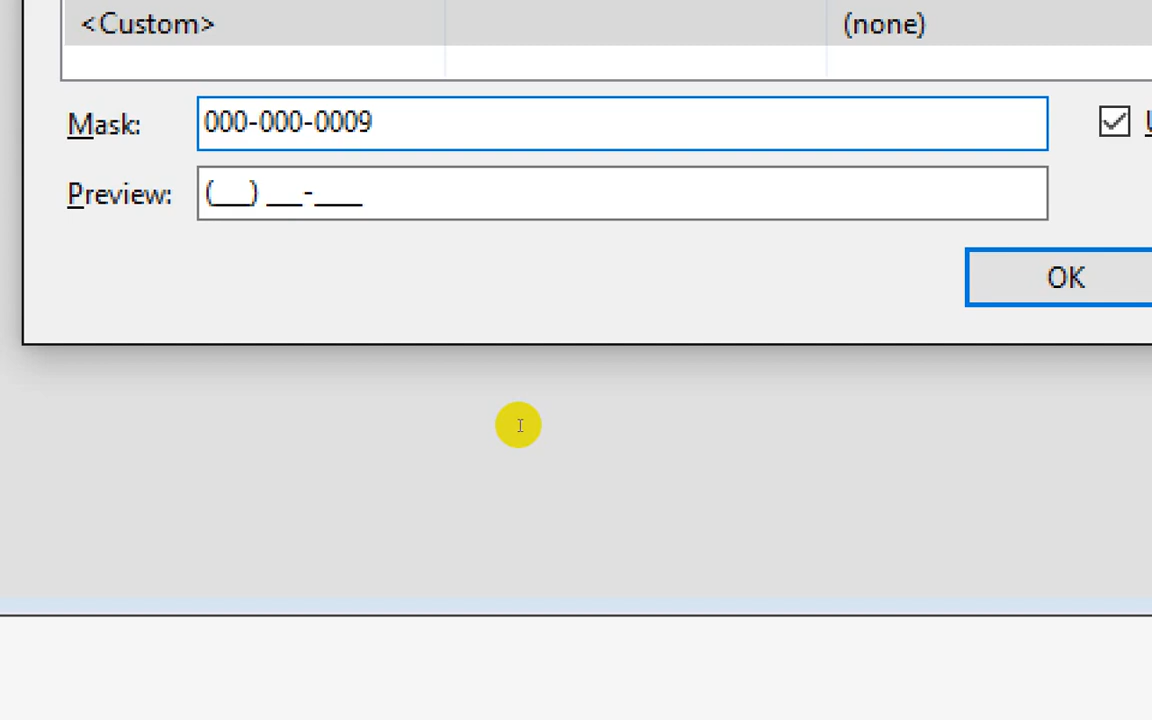 <Custom> (none)
Mask: 000-000-0009
Preview: (___) ___-____
OK